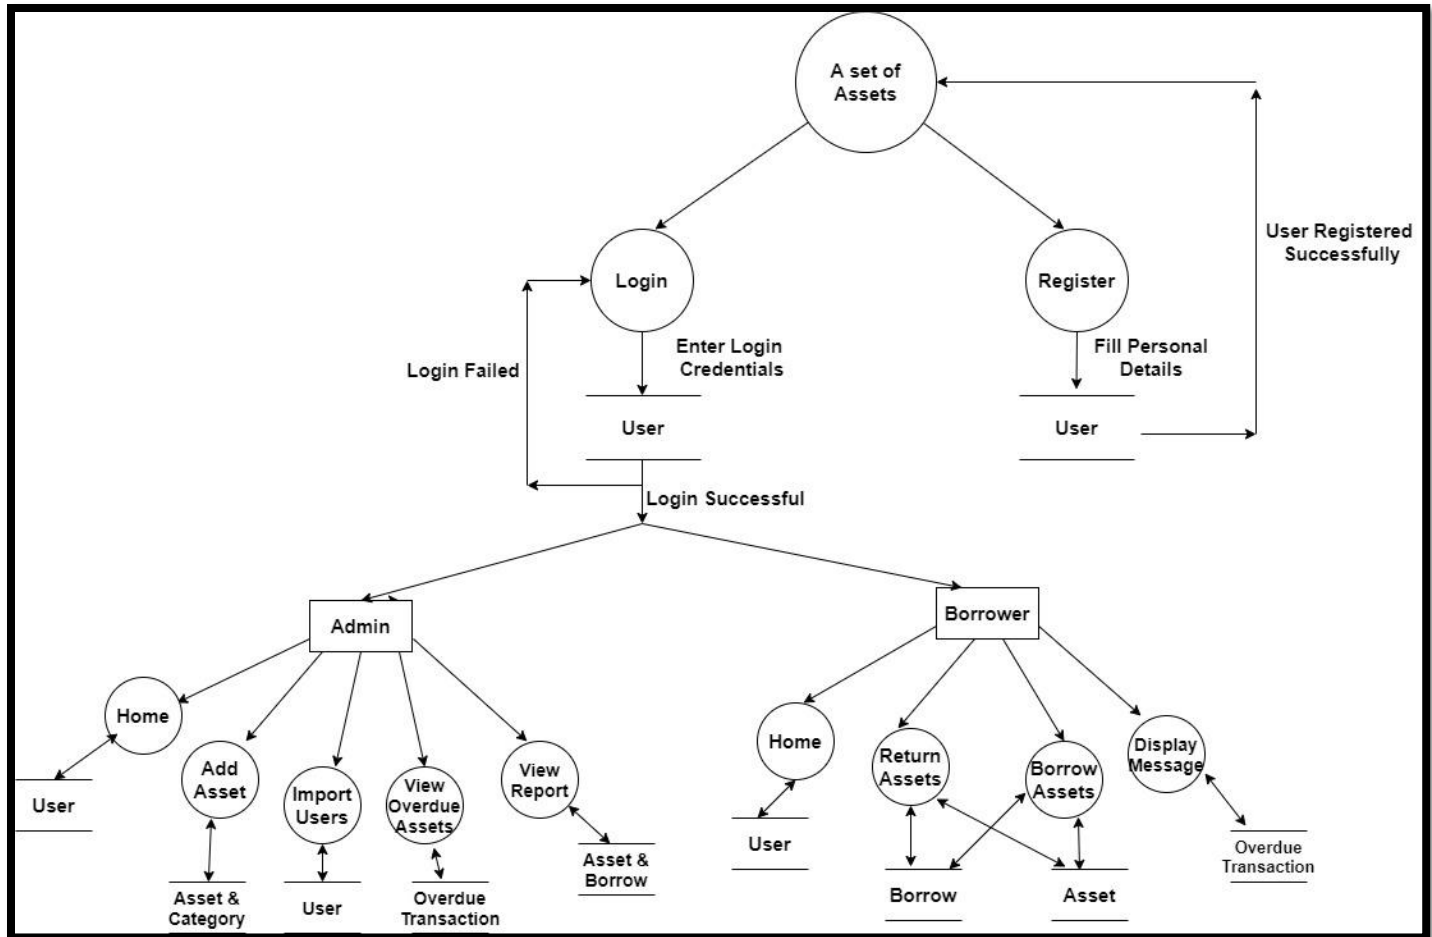 A set of
Assets
User Registered
Successfully
Login
Register
Login Failed
Enter Login
Credentials
Fill Personal
Details
User
User
Login Successful
Admin
Borrower
Home
Add
Asset
Import
Users
View
Overdue
Assets
View
Report
Home
Return
Assets
Borrow
Assets
Display
Message
User
Asset &
Category
User
Overdue
Transaction
Asset &
Borrow
User
Borrow
Asset
Overdue
Transaction